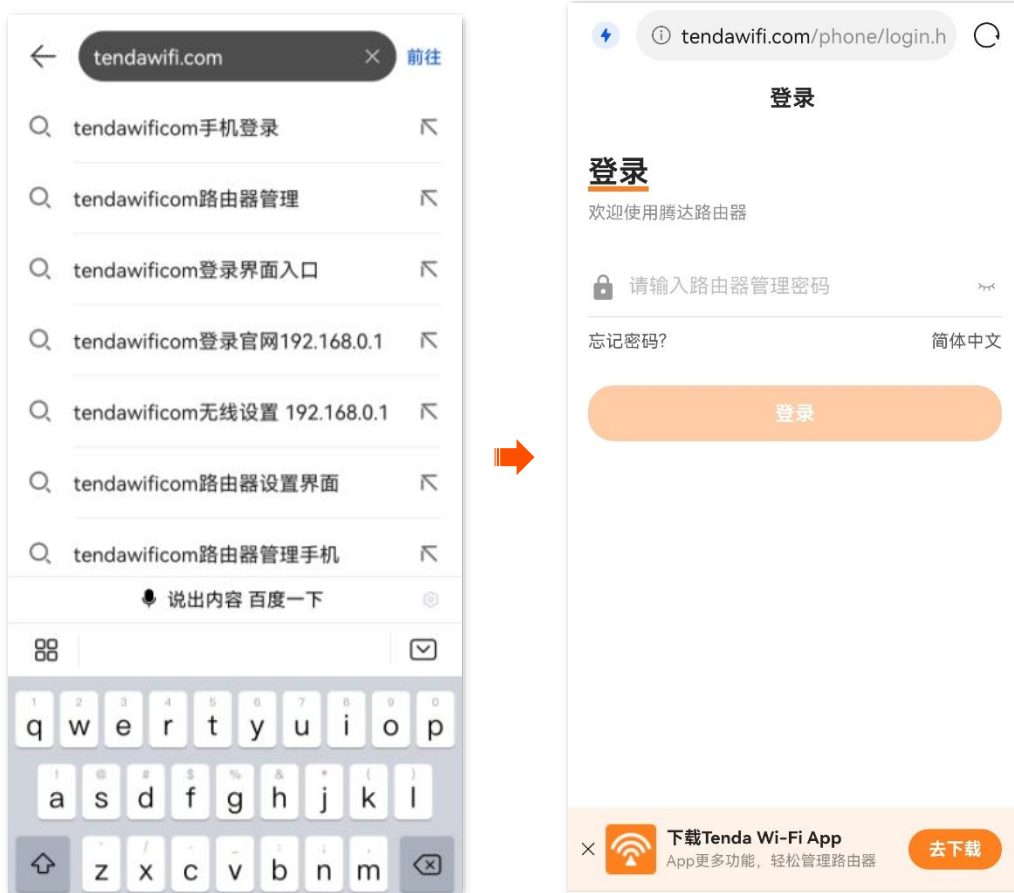 tendawifi.com
前往
tendawificom手机登录
tendawificom路由器管理
tendawificom登录界面入口
tendawificom登录官网192.168.0.1
tendawificom无线设置 192.168.0.1
tendawificom路由器设置界面
tendawificom路由器管理手机
说出内容 百度一下
1 2 3 4 5 6 7 8 9 0
q w e r t y u i o p
! @ # $ % & * ( )
a s d f g h j k l
z x c v b n m
tendawifi.com/phone/login.h
登录
登录
欢迎使用腾达路由器
请输入路由器管理密码
忘记密码?
简体中文
登录
下载Tenda Wi-Fi App
App更多功能，轻松管理路由器
去下载